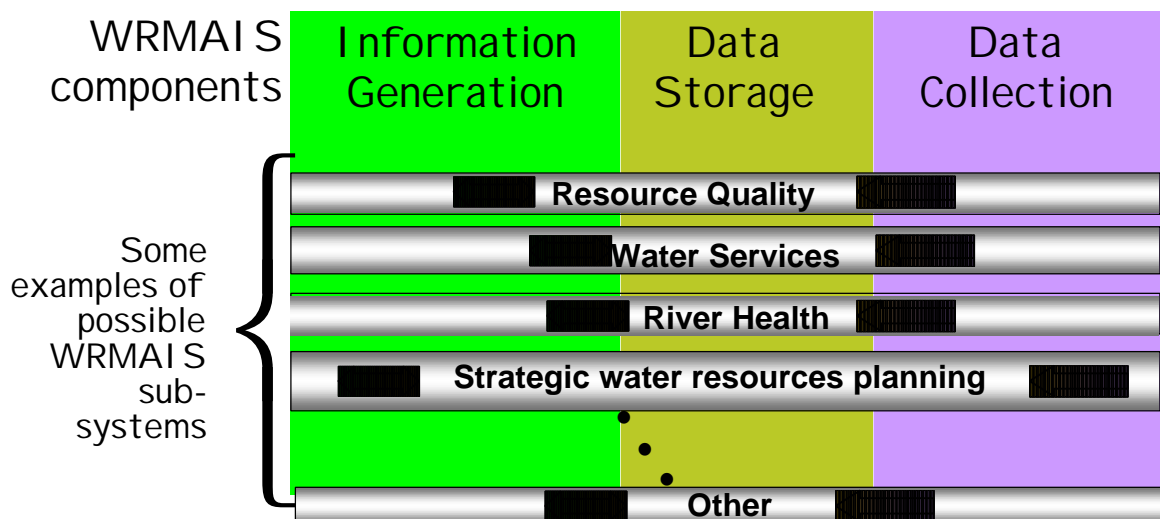 WRMAIS
components
Information
Generation
Data
Storage
Data
Collection
Some
examples of
possible
WRMAIS
sub-
systems
Resource Quality
Water Services
River Health
Strategic water resources planning
Other